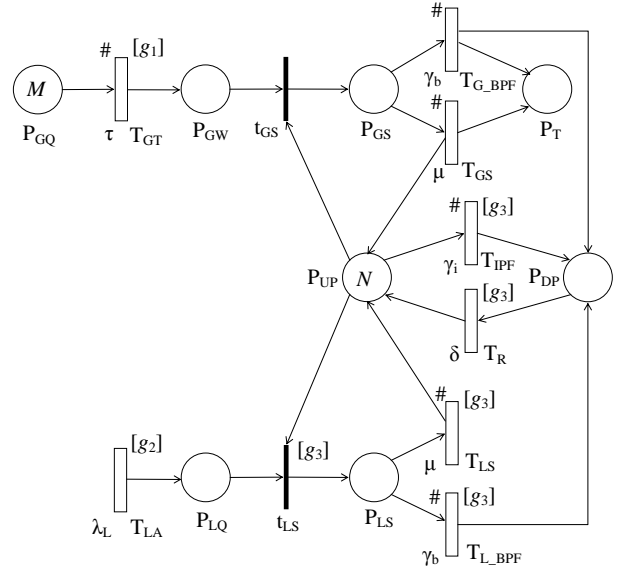 #
# [g₁]
M
τ T_GT
P_GQ
P_GW
t_GS
P_GS
γ_b T_G_BPF
#
P_T
μ T_GS
# [g₃]
γ_i T_IPF
P_UP
N
P_DP
[g₃]
δ T_R
# [g₃]
μ T_LS
[g₂]
[g₃]
λ_L T_LA
P_LQ
t_LS
P_LS
# [g₃]
γ_b T_L_BPF